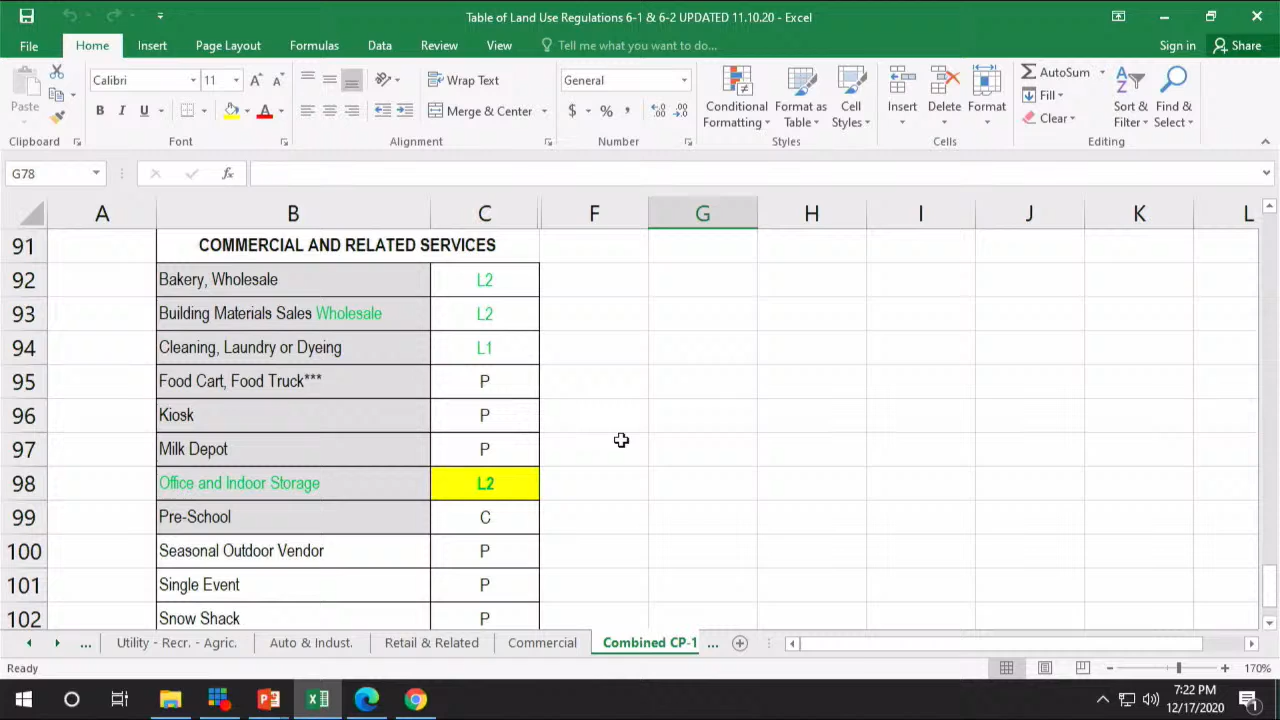 Table of Land Use Regulations 6-1 & 6-2 UPDATED 11.10.20 - Excel
File Home Insert Page Layout Formulas Data Review View Tell me what you want to do... Sign in Share
Paste
Calibri 11
B I U
Wrap Text
Merge & Center
General
$ % ,
Conditional Formatting
Format as Table
Cell Styles
Insert Delete Format
AutoSum
Fill
Clear
Sort & Filter
Find & Select
Clipboard Font Alignment Number Styles Cells Editing
G78 fx
A B C F G H I J K L
91 COMMERCIAL AND RELATED SERVICES
92 Bakery, Wholesale L2
93 Building Materials Sales Wholesale L2
94 Cleaning, Laundry or Dyeing L1
95 Food Cart, Food Truck*** P
96 Kiosk P
97 Milk Depot P
98 Office and Indoor Storage L2
99 Pre-School C
100 Seasonal Outdoor Vendor P
101 Single Event P
102 Snow Shack P
... Utility - Recr. - Agric. Auto & Indust. Retail & Related Commercial Combined CP-1 ...
Ready 170%
7:22 PM
12/17/2020
1